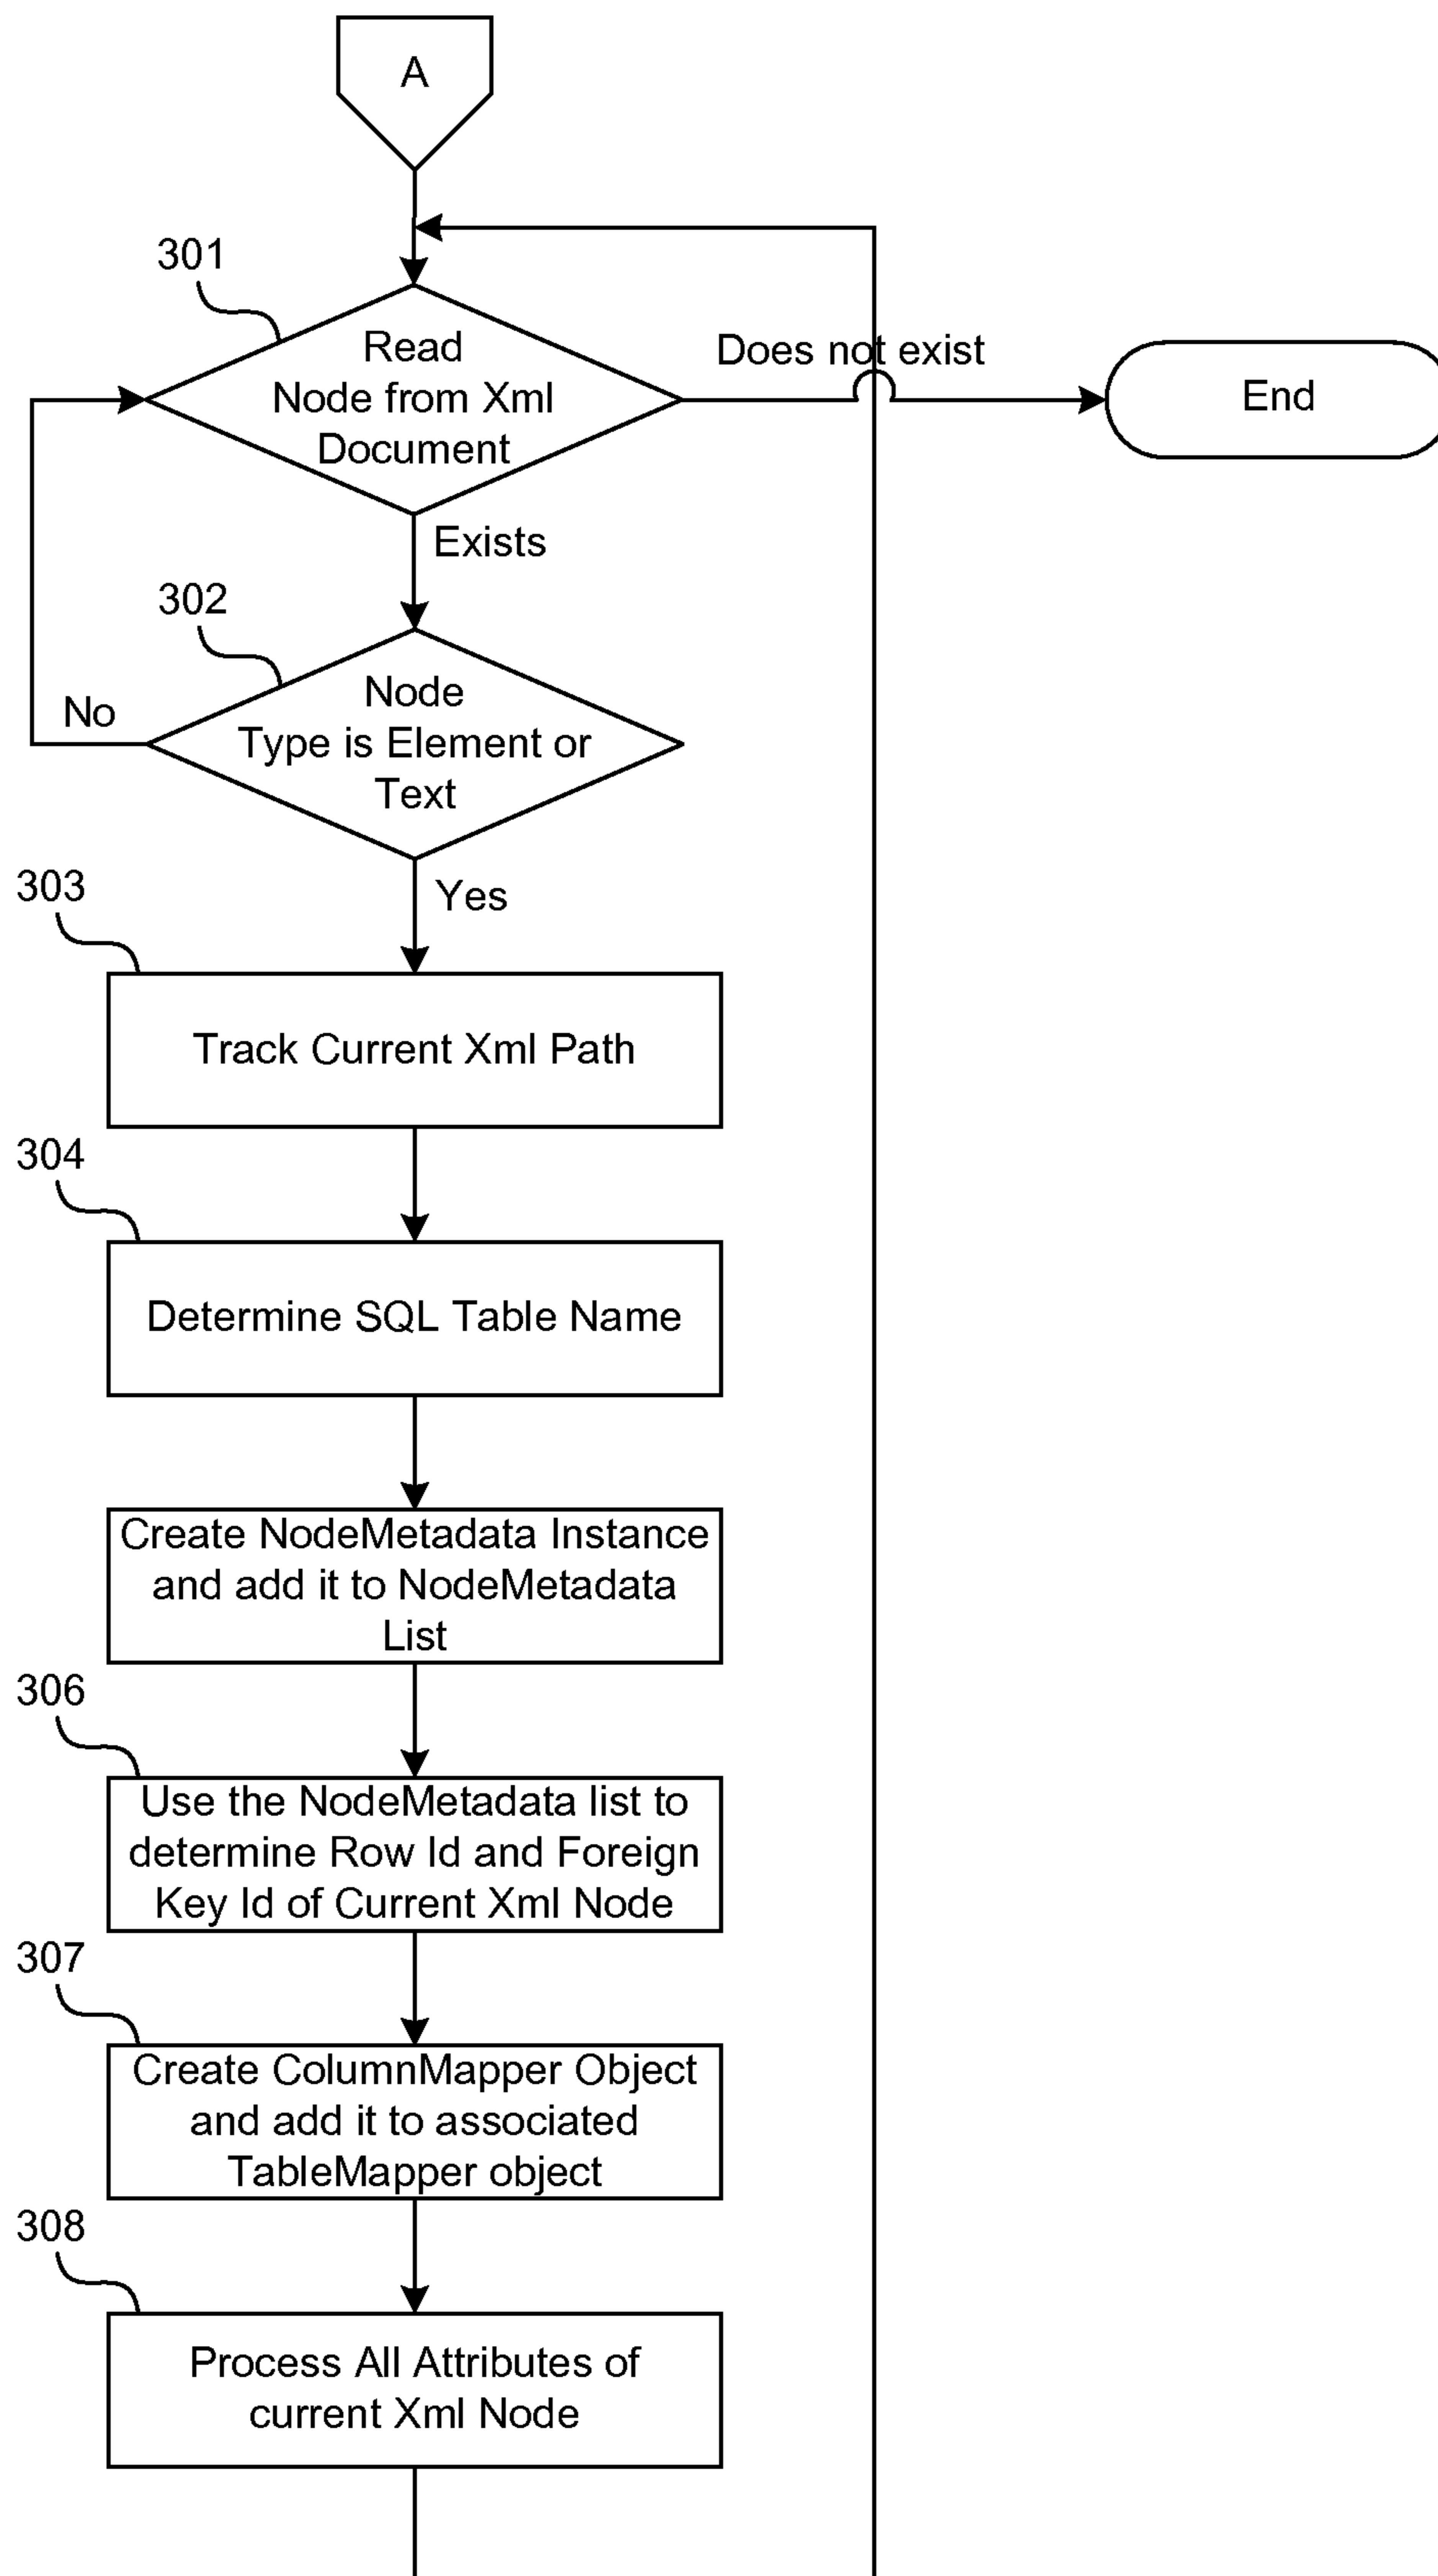 A
301
Read
Node from Xml
Document
Does not exist
End
Exists
302
Node
Type is Element or
Text
No
Yes
303
Track Current Xml Path
304
Determine SQL Table Name
Create NodeMetadata Instance
and add it to NodeMetadata
List
306
Use the NodeMetadata list to
determine Row Id and Foreign
Key Id of Current Xml Node
307
Create ColumnMapper Object
and add it to associated
TableMapper object
308
Process All Attributes of
current Xml Node